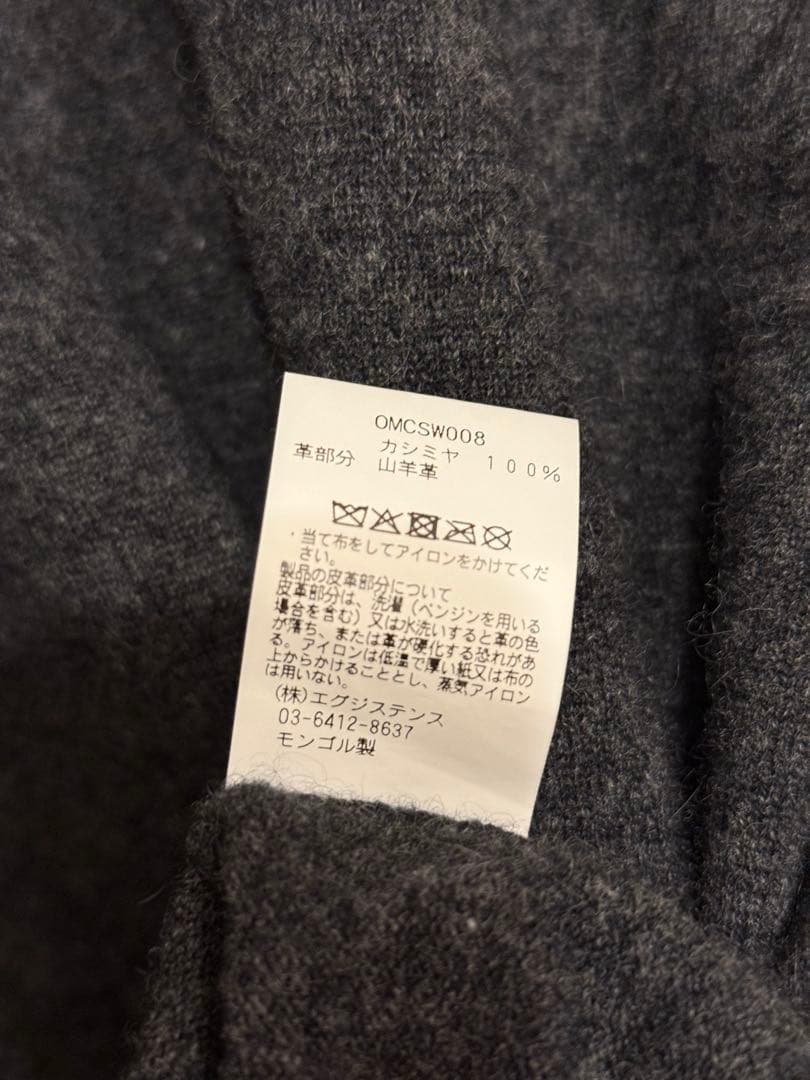 OMCSW008
カシミヤ 100%
革部分 山羊革
・当て布をしてアイロンをかけてくだ
さい。
製品の皮革部分について
皮革部分は、洗濯（ベンジンを用いる
場合を含む）又は水洗いすると革の色
が落ち、または革が硬化する恐れがあ
る。アイロンは低温で厚い紙又は布の
上からかけることとし、蒸気アイロン
は用いない。
(株)エグジステンス
03-6412-8637
モンゴル製